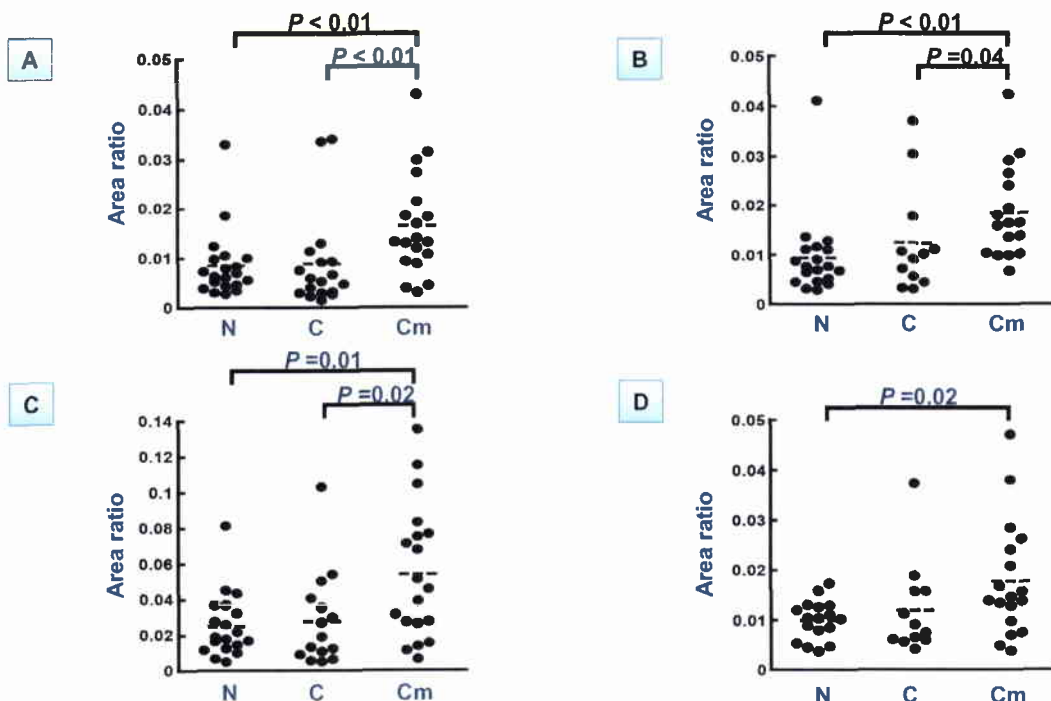 A
P < 0.01
P < 0.01
0.05
0.04
0.03
0.02
0.01
0
Area ratio
N C Cm
B
P < 0.01
P =0.04
0.05
0.04
0.03
0.02
0.01
0
Area ratio
N C Cm
C
P =0.01
P =0.02
0.14
0.12
0.1
0.08
0.06
0.04
0.02
0
Area ratio
N C Cm
D
P =0.02
0.05
0.04
0.03
0.02
0.01
0
Area ratio
N C Cm